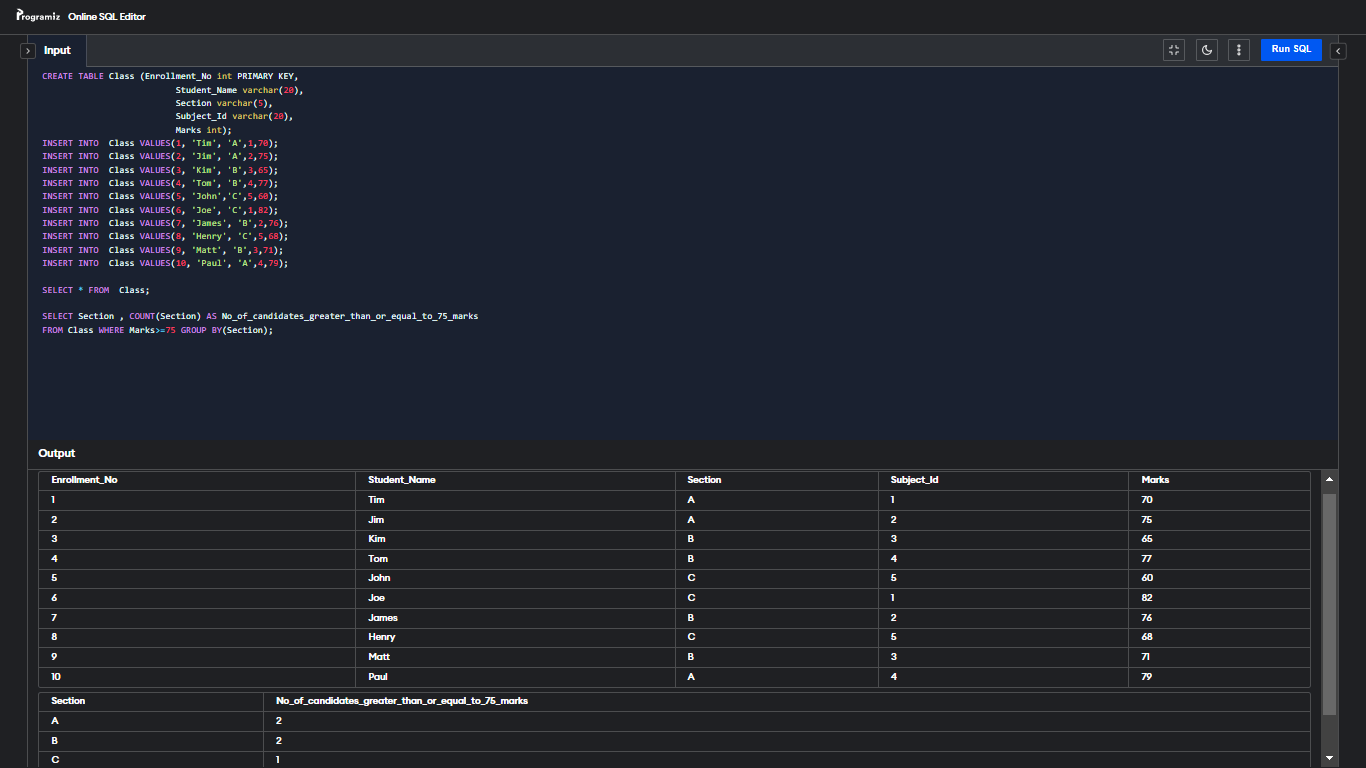 Programiz Online SQL Editor
Input
Run SQL
CREATE TABLE Class (Enrollment_No int PRIMARY KEY,
Student_Name varchar(20),
Section varchar(5),
Subject_Id varchar(20),
Marks int);
INSERT INTO  Class VALUES(1, 'Tim', 'A',1,70);
INSERT INTO  Class VALUES(2, 'Jim', 'A',2,75);
INSERT INTO  Class VALUES(3, 'Kim', 'B',3,65);
INSERT INTO  Class VALUES(4, 'Tom', 'B',4,77);
INSERT INTO  Class VALUES(5, 'John','C',5,60);
INSERT INTO  Class VALUES(6, 'Joe', 'C',1,82);
INSERT INTO  Class VALUES(7, 'James', 'B',2,76);
INSERT INTO  Class VALUES(8, 'Henry', 'C',5,68);
INSERT INTO  Class VALUES(9, 'Matt', 'B',3,71);
INSERT INTO  Class VALUES(10, 'Paul', 'A',4,79);
SELECT * FROM  Class;
SELECT Section , COUNT(Section) AS No_of_candidates_greater_than_or_equal_to_75_marks
FROM Class WHERE Marks>=75 GROUP BY(Section);
Output
Enrollment_No Student_Name Section Subject_Id Marks
1 Tim A 1 70
2 Jim A 2 75
3 Kim B 3 65
4 Tom B 4 77
5 John C 5 60
6 Joe C 1 82
7 James B 2 76
8 Henry C 5 68
9 Matt B 3 71
10 Paul A 4 79
Section No_of_candidates_greater_than_or_equal_to_75_marks
A 2
B 2
C 1